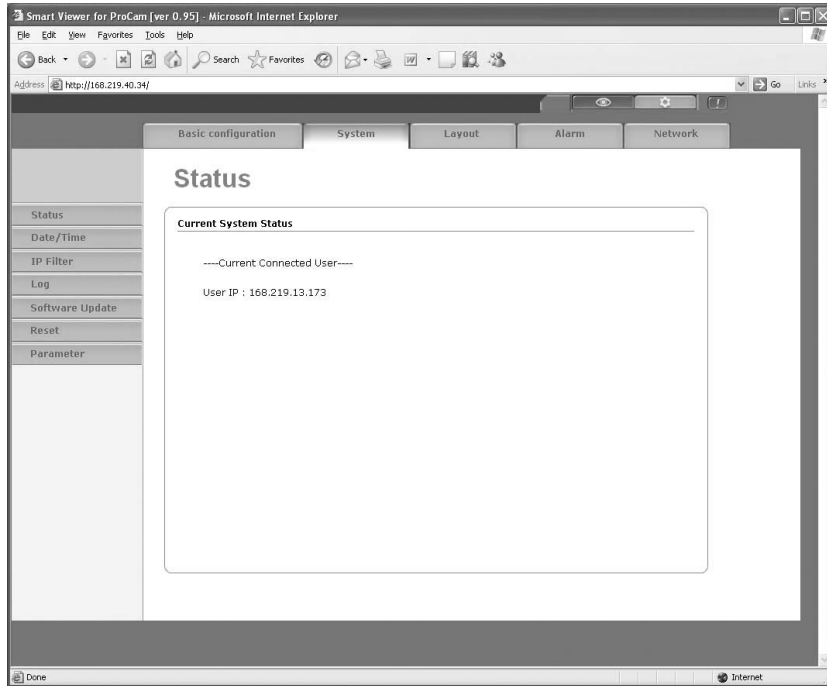 Smart Viewer for ProCam [ver 0.95] - Microsoft Internet Explorer
File Edit View Favorites Tools Help
Back Search Favorites
Address http://168.219.40.34/ Go Links
Basic configuration System Layout Alarm Network
Status
Status
Date/Time
IP Filter
Log
Software Update
Reset
Parameter
Current System Status
----Current Connected User----
User IP : 168.219.13.173
Done Internet